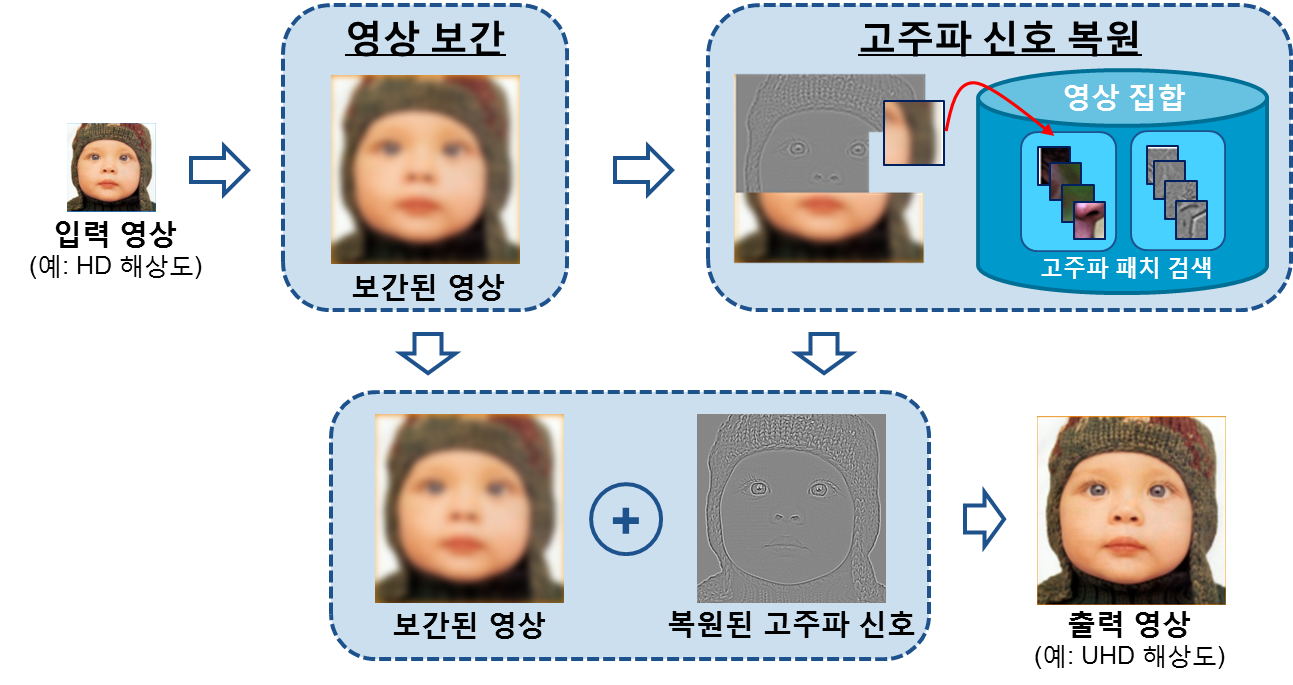 영상 보간
고주파 신호 복원
영상 집합
입력 영상
(예: HD 해상도)
보간된 영상
고주파 패치 검색
+
보간된 영상
복원된 고주파 신호
출력 영상
(예: UHD 해상도)